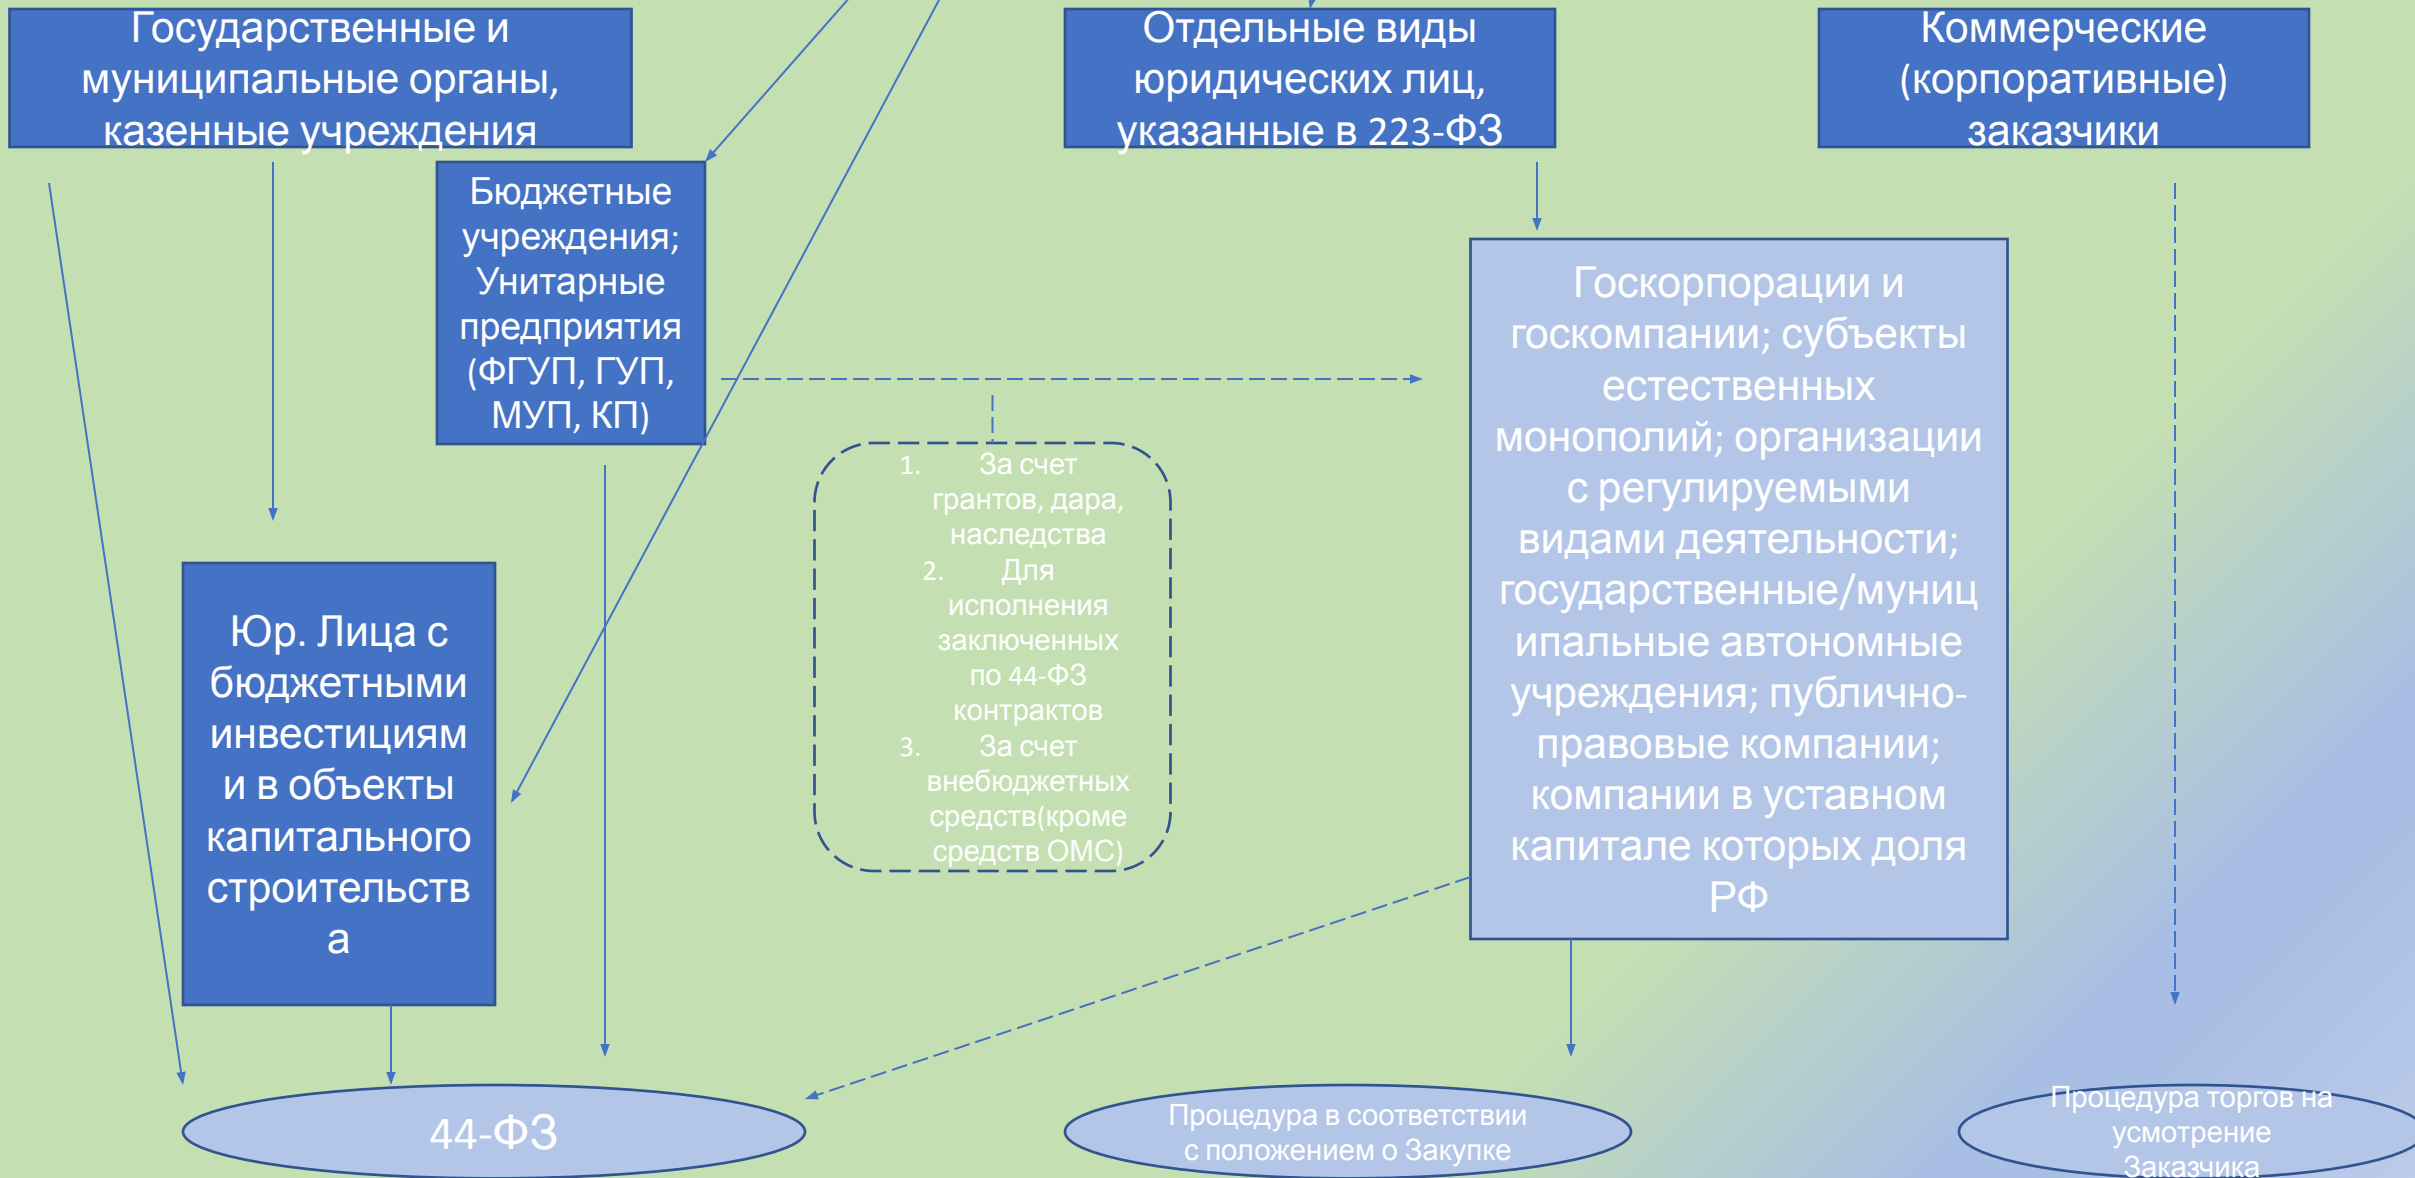 Государственные и
муниципальные органы,
казенные учреждения
Отдельные виды
юридических лиц,
указанные в 223-ФЗ
Коммерческие
(корпоративные)
заказчики
Бюджетные
учреждения;
Унитарные
предприятия
(ФГУП, ГУП,
МУП, КП)
Госкорпорации и
госкомпании; субъекты
естественных
монополий; организации
с регулируемыми
видами деятельности;
государственные/муниц
ипальные автономные
учреждения; публично-
правовые компании;
компании в уставном
капитале которых доля
РФ
1. За счет
грантов, дара,
наследства
2. Для
исполнения
заключенных
по 44-ФЗ
контрактов
3. За счет
внебюджетных
средств(кроме
средств ОМС)
Юр. Лица с
бюджетными
инвестициям
и в объекты
капитального
строительств
а
44-ФЗ
Процедура в соответствии
с положением о Закупке
Процедура торгов на
усмотрение
Заказчика